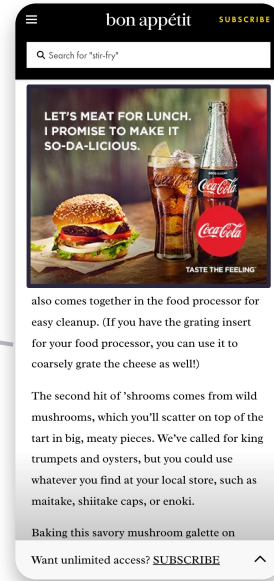 bon appétit
SUBSCRIBE
Search for "stir-fry"
LET'S MEAT FOR LUNCH.
I PROMISE TO MAKE IT
SO-DA-LICIOUS.
Coca-Cola
Coca-Cola
TASTE THE FEELING
also comes together in the food processor for
easy cleanup. (If you have the grating insert
for your food processor, you can use it to
coarsely grate the cheese as well!)
The second hit of ’shrooms comes from wild
mushrooms, which you’ll scatter on top of the
tart in big, meaty pieces. We’ve called for king
trumpets and oysters, but you could use
whatever you find at your local store, such as
maitake, shiitake caps, or enoki.
Baking this savory mushroom galette on
Want unlimited access? SUBSCRIBE